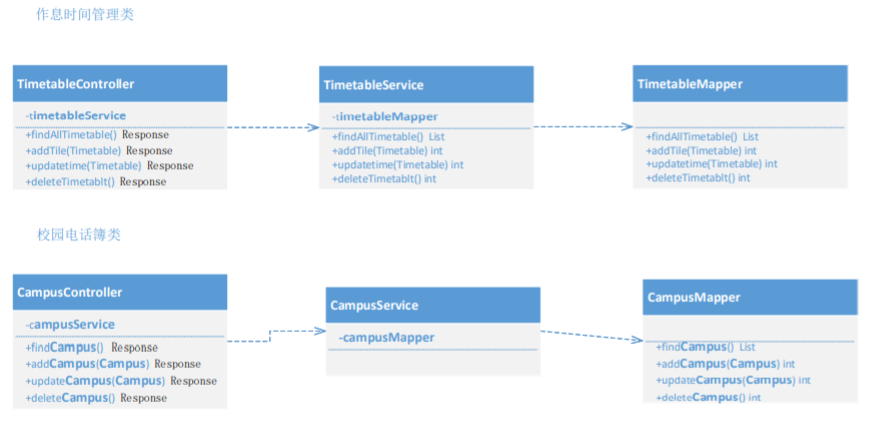 作息时间管理类
TimetableController
-timetableService
+findAllTimetable() Response
+addTile(Timetable) Response
+updatetime(Timetable) Response
+deleteTimetablt() Response
TimetableService
-timetableMapper
+findAllTimetable() List
+addTile(Timetable) int
+updatetime(Timetable) int
+deleteTimetablt() int
TimetableMapper
+findAllTimetable() List
+addTile(Timetable) int
+updatetime(Timetable) int
+deleteTimetablt() int
校园电话簿类
CampusController
-campusService
+findCampus() Response
+addCampus(Campus) Response
+updateCampus(Campus) Response
+deleteCampus() Response
CampusService
-campusMapper
CampusMapper
+findCampus() List
+addCampus(Campus) int
+updateCampus(Campus) int
+deleteCampus() int